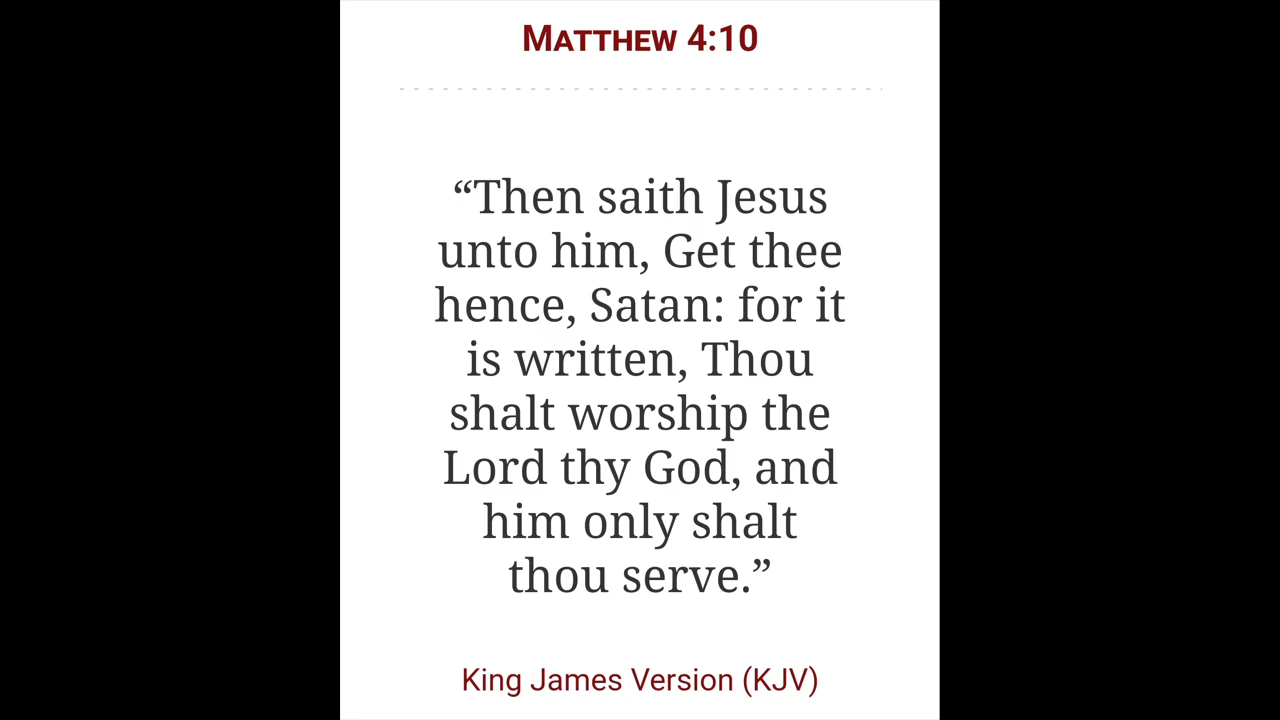 MATTHEW 4:10
“Then saith Jesus
unto him, Get thee
hence, Satan: for it
is written, Thou
shalt worship the
Lord thy God, and
him only shalt
thou serve.”
King James Version (KJV)